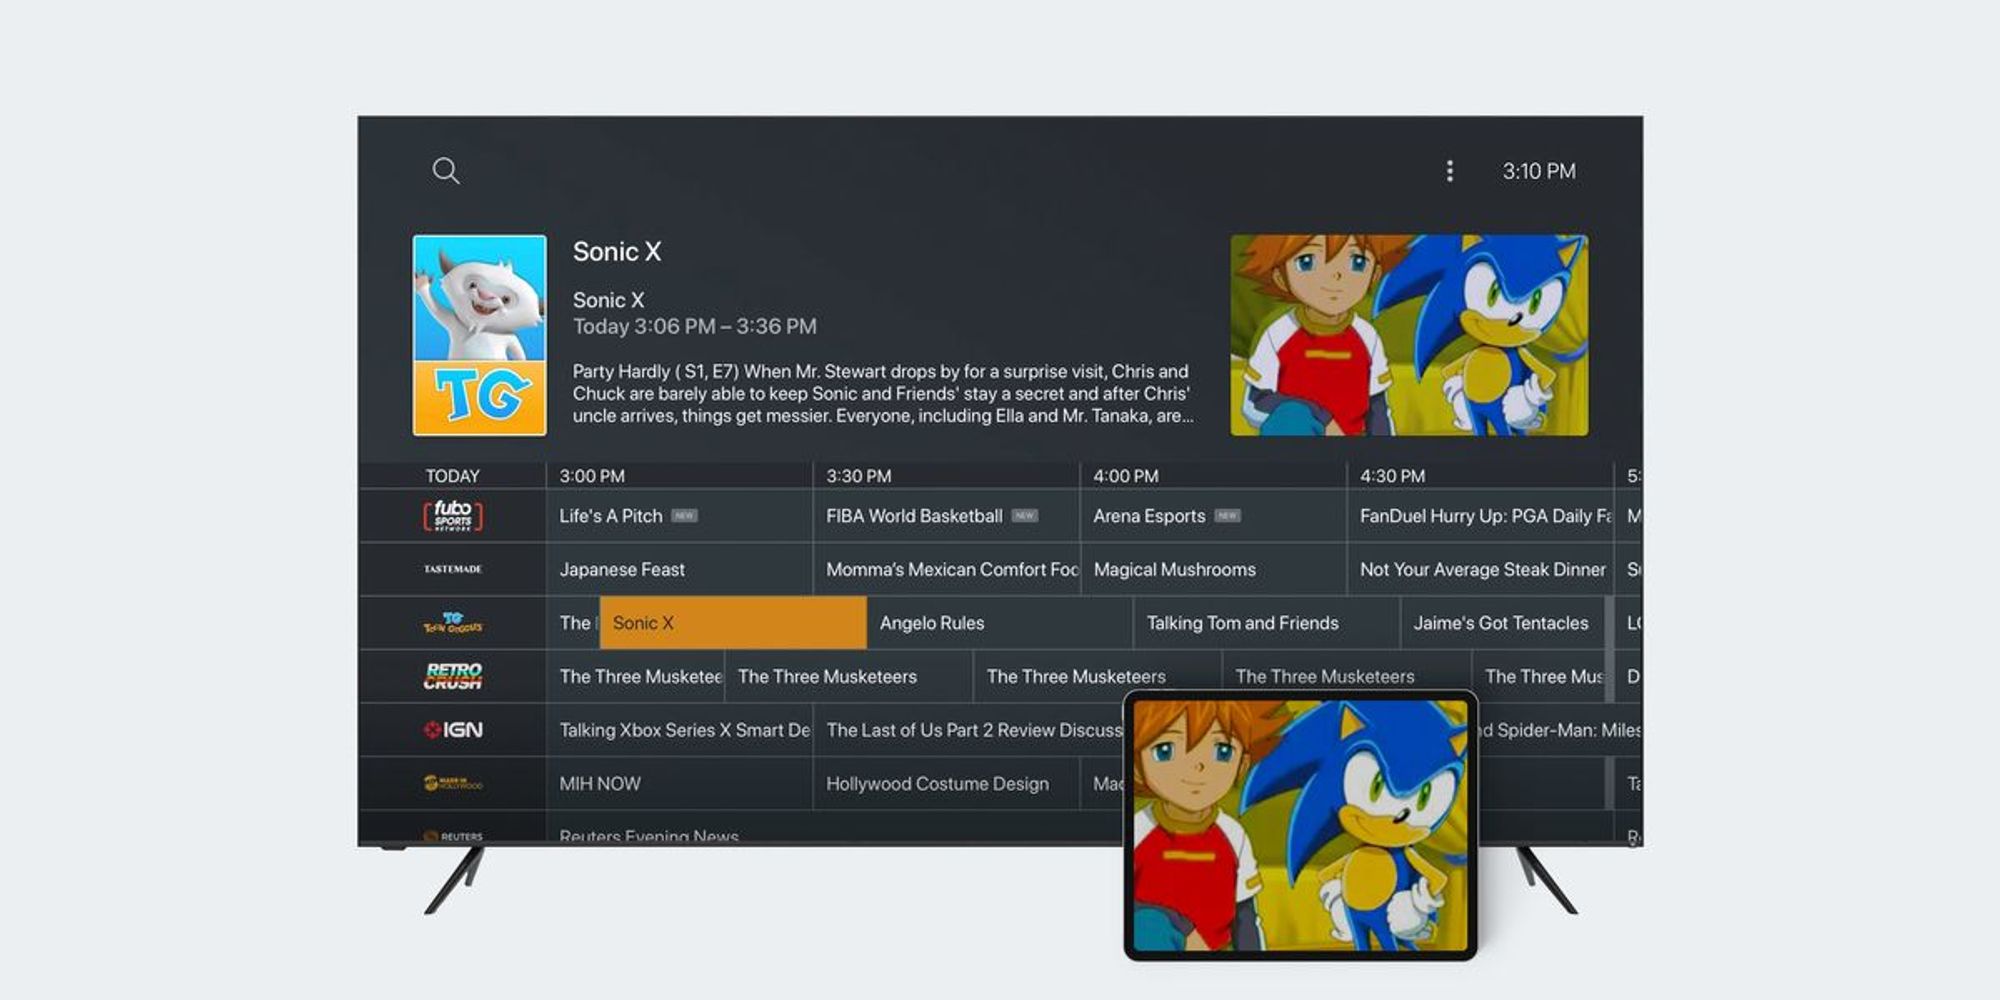 3:10 PM
Sonic X
Sonic X
Today 3:06 PM – 3:36 PM
Party Hardly ( S1, E7) When Mr. Stewart drops by for a surprise visit, Chris and
Chuck are barely able to keep Sonic and Friends' stay a secret and after Chris'
uncle arrives, things get messier. Everyone, including Ella and Mr. Tanaka, are...
TG
TODAY 3:00 PM 3:30 PM 4:00 PM 4:30 PM 5:
fubo SPORTS NETWORK Life's A Pitch NEW FIBA World Basketball NEW Arena Esports NEW FanDuel Hurry Up: PGA Daily Fa M
TASTEMADE Japanese Feast Momma's Mexican Comfort Foo Magical Mushrooms Not Your Average Steak Dinner
TG TOON GOGGLES The Sonic X Angelo Rules Talking Tom and Friends Jaime's Got Tentacles
RETRO CRUSH The Three Musketee The Three Musketeers The Three Musketeers The Three Musketeers The Three Mus D
IGN Talking Xbox Series X Smart De The Last of Us Part 2 Review Discuss d Spider-Man: Miles
MADE IN HOLLYWOOD MIH NOW Hollywood Costume Design Mad Ta
REUTERS Reuters Evening News